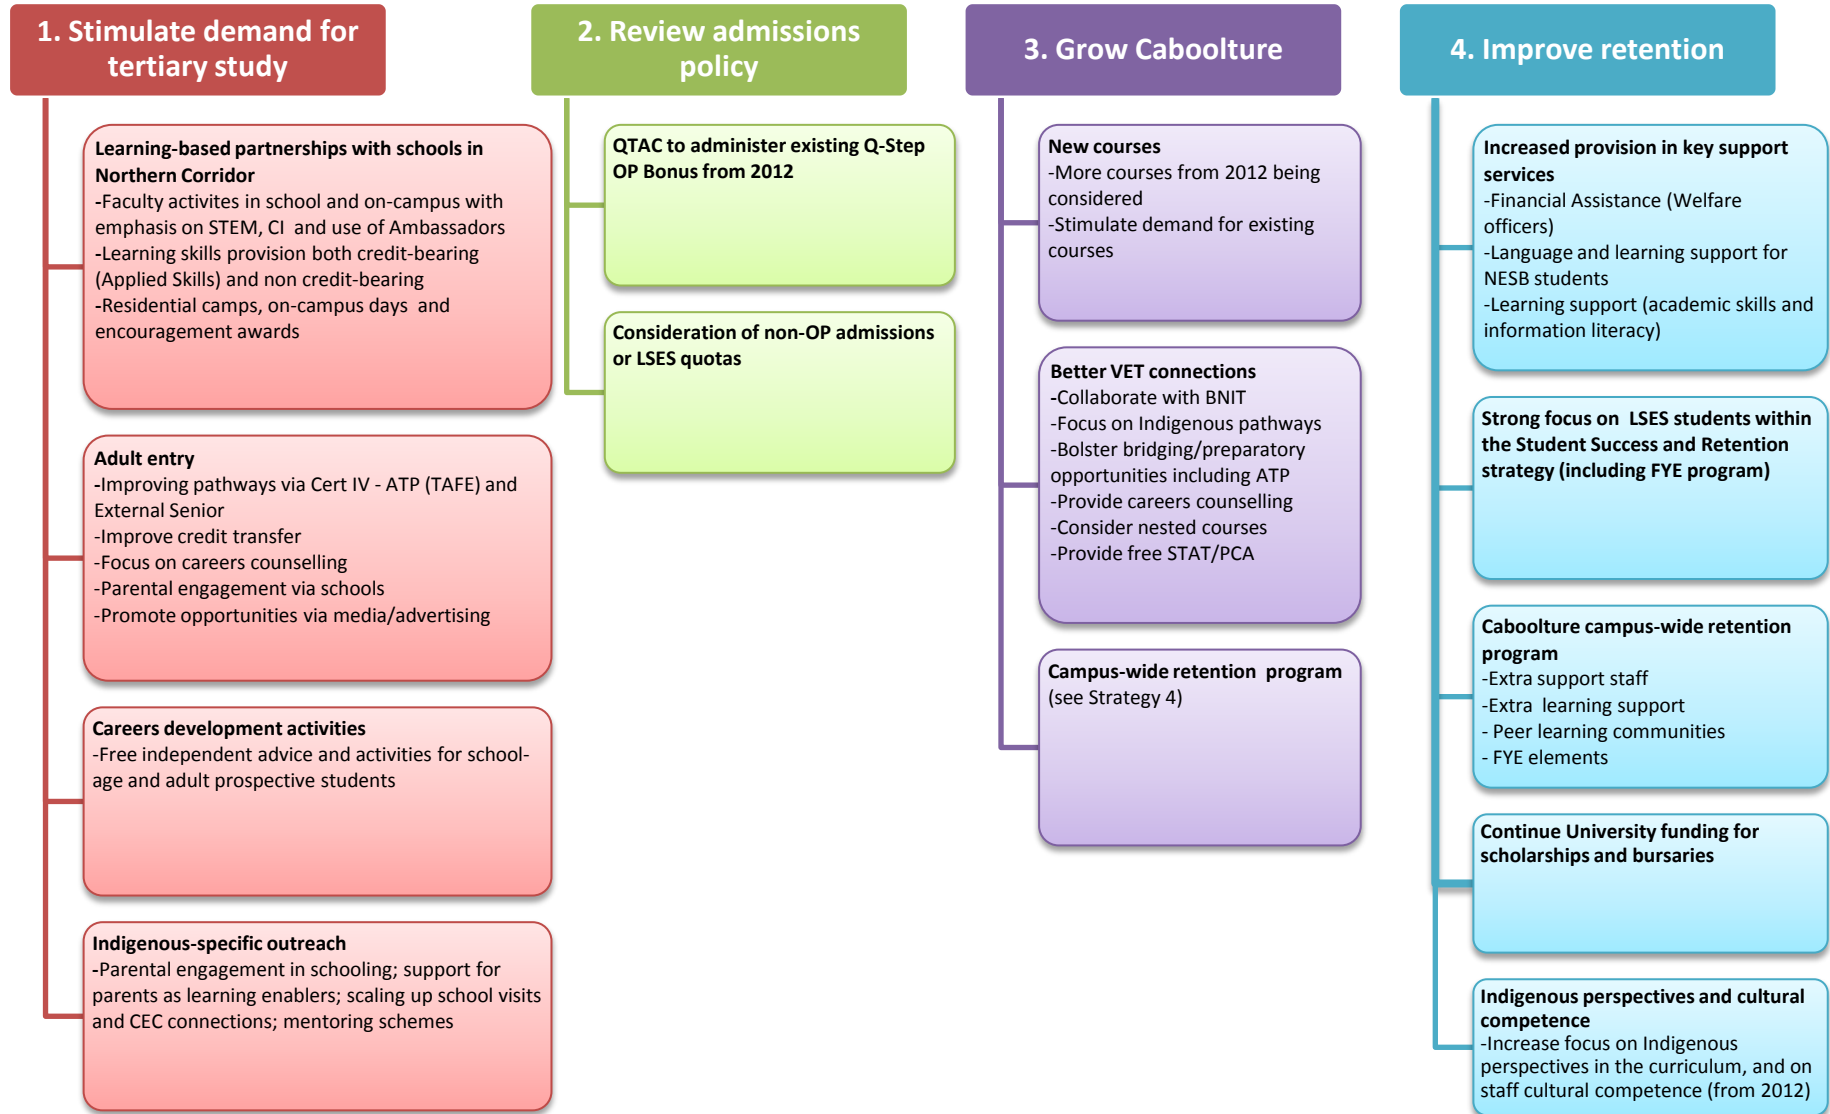 1. Stimulate demand for
tertiary study
Learning-based partnerships with schools in
Northern Corridor
-Faculty activites in school and on-campus with
emphasis on STEM, CI and use of Ambassadors
-Learning skills provision both credit-bearing
(Applied Skills) and non credit-bearing
-Residential camps, on-campus days and
encouragement awards
Adult entry
-Improving pathways via Cert IV - ATP (TAFE) and
External Senior
-Improve credit transfer
-Focus on careers counselling
-Parental engagement via schools
-Promote opportunities via media/advertising
Careers development activities
-Free independent advice and activities for school-
age and adult prospective students
Indigenous-specific outreach
-Parental engagement in schooling; support for
parents as learning enablers; scaling up school visits
and CEC connections; mentoring schemes
2. Review admissions
policy
QTAC to administer existing Q-Step
OP Bonus from 2012
Consideration of non-OP admissions
or LSES quotas
3. Grow Caboolture
New courses
-More courses from 2012 being
considered
-Stimulate demand for existing
courses
Better VET connections
-Collaborate with BNIT
-Focus on Indigenous pathways
-Bolster bridging/preparatory
opportunities including ATP
-Provide careers counselling
-Consider nested courses
-Provide free STAT/PCA
Campus-wide retention program
(see Strategy 4)
4. Improve retention
Increased provision in key support
services
-Financial Assistance (Welfare
officers)
-Language and learning support for
NESB students
-Learning support (academic skills and
information literacy)
Strong focus on LSES students within
the Student Success and Retention
strategy (including FYE program)
Caboolture campus-wide retention
program
-Extra support staff
-Extra learning support
- Peer learning communities
- FYE elements
Continue University funding for
scholarships and bursaries
Indigenous perspectives and cultural
competence
-Increase focus on Indigenous
perspectives in the curriculum, and on
staff cultural competence (from 2012)